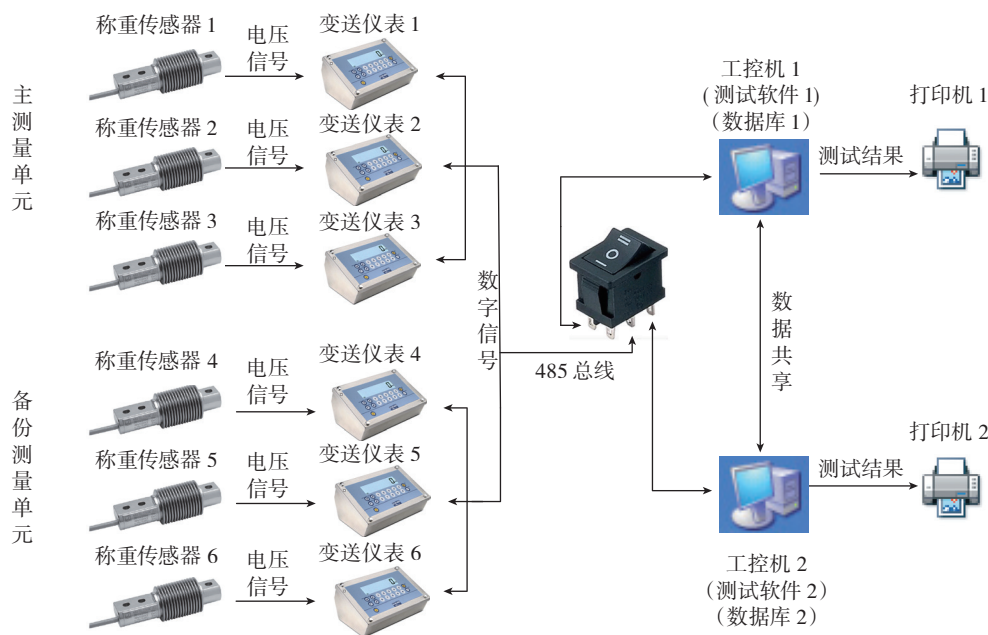 主测量单元
称重传感器 1
电压
信号
变送仪表 1
称重传感器 2
电压
信号
变送仪表 2
称重传感器 3
电压
信号
变送仪表 3
备份测量单元
称重传感器 4
电压
信号
变送仪表 4
称重传感器 5
电压
信号
变送仪表 5
称重传感器 6
电压
信号
变送仪表 6
数字信号
485 总线
工控机 1
(测试软件 1)
(数据库 1)
测试结果
打印机 1
数据共享
测试结果
打印机 2
工控机 2
(测试软件 2)
(数据库 2)